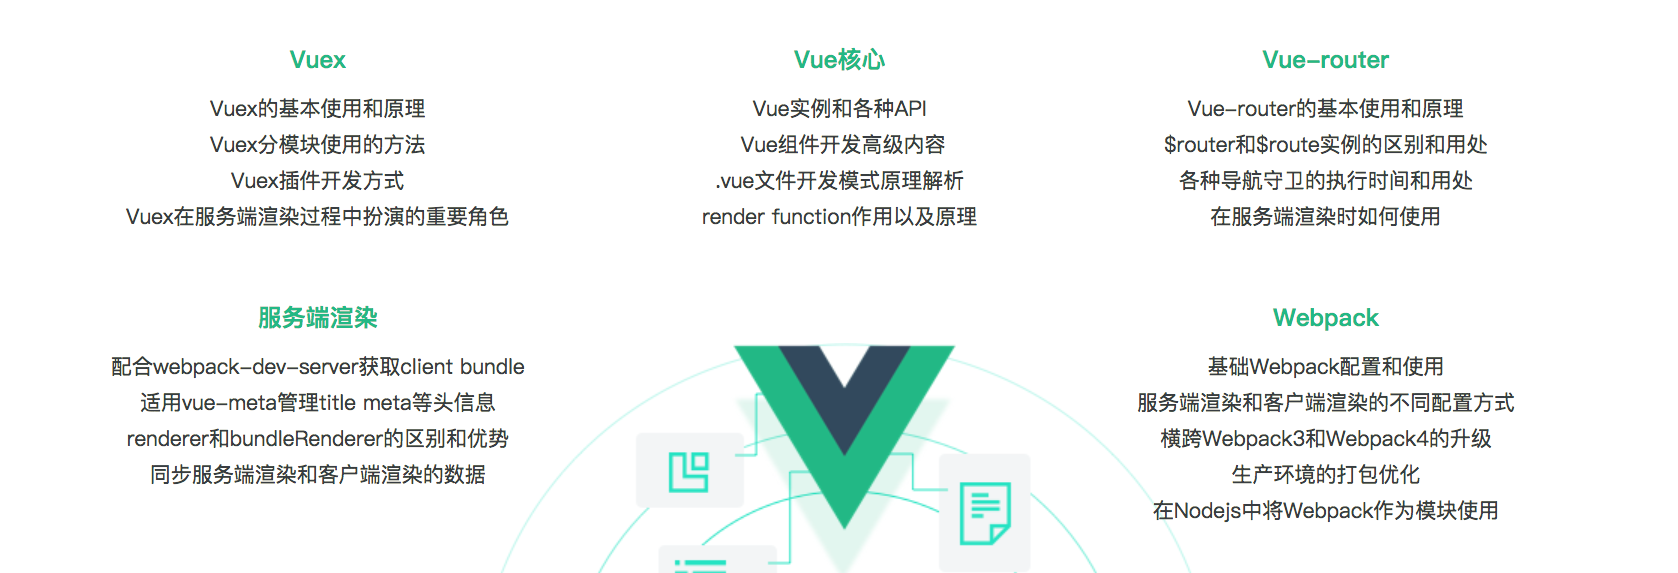 Vuex
Vuex的基本使用和原理
Vuex分模块使用的方法
Vuex插件开发方式
Vuex在服务端渲染过程中扮演的重要角色
Vue核心
Vue实例和各种API
Vue组件开发高级内容
.vue文件开发模式原理解析
render function作用以及原理
Vue-router
Vue-router的基本使用和原理
$router和$route实例的区别和用处
各种导航守卫的执行时间和用处
在服务端渲染时如何使用
服务端渲染
配合webpack-dev-server获取client bundle
适用vue-meta管理title meta等头信息
renderer和bundleRenderer的区别和优势
同步服务端渲染和客户端渲染的数据
Webpack
基础Webpack配置和使用
服务端渲染和客户端渲染的不同配置方式
横跨Webpack3和Webpack4的升级
生产环境的打包优化
在Nodejs中将Webpack作为模块使用